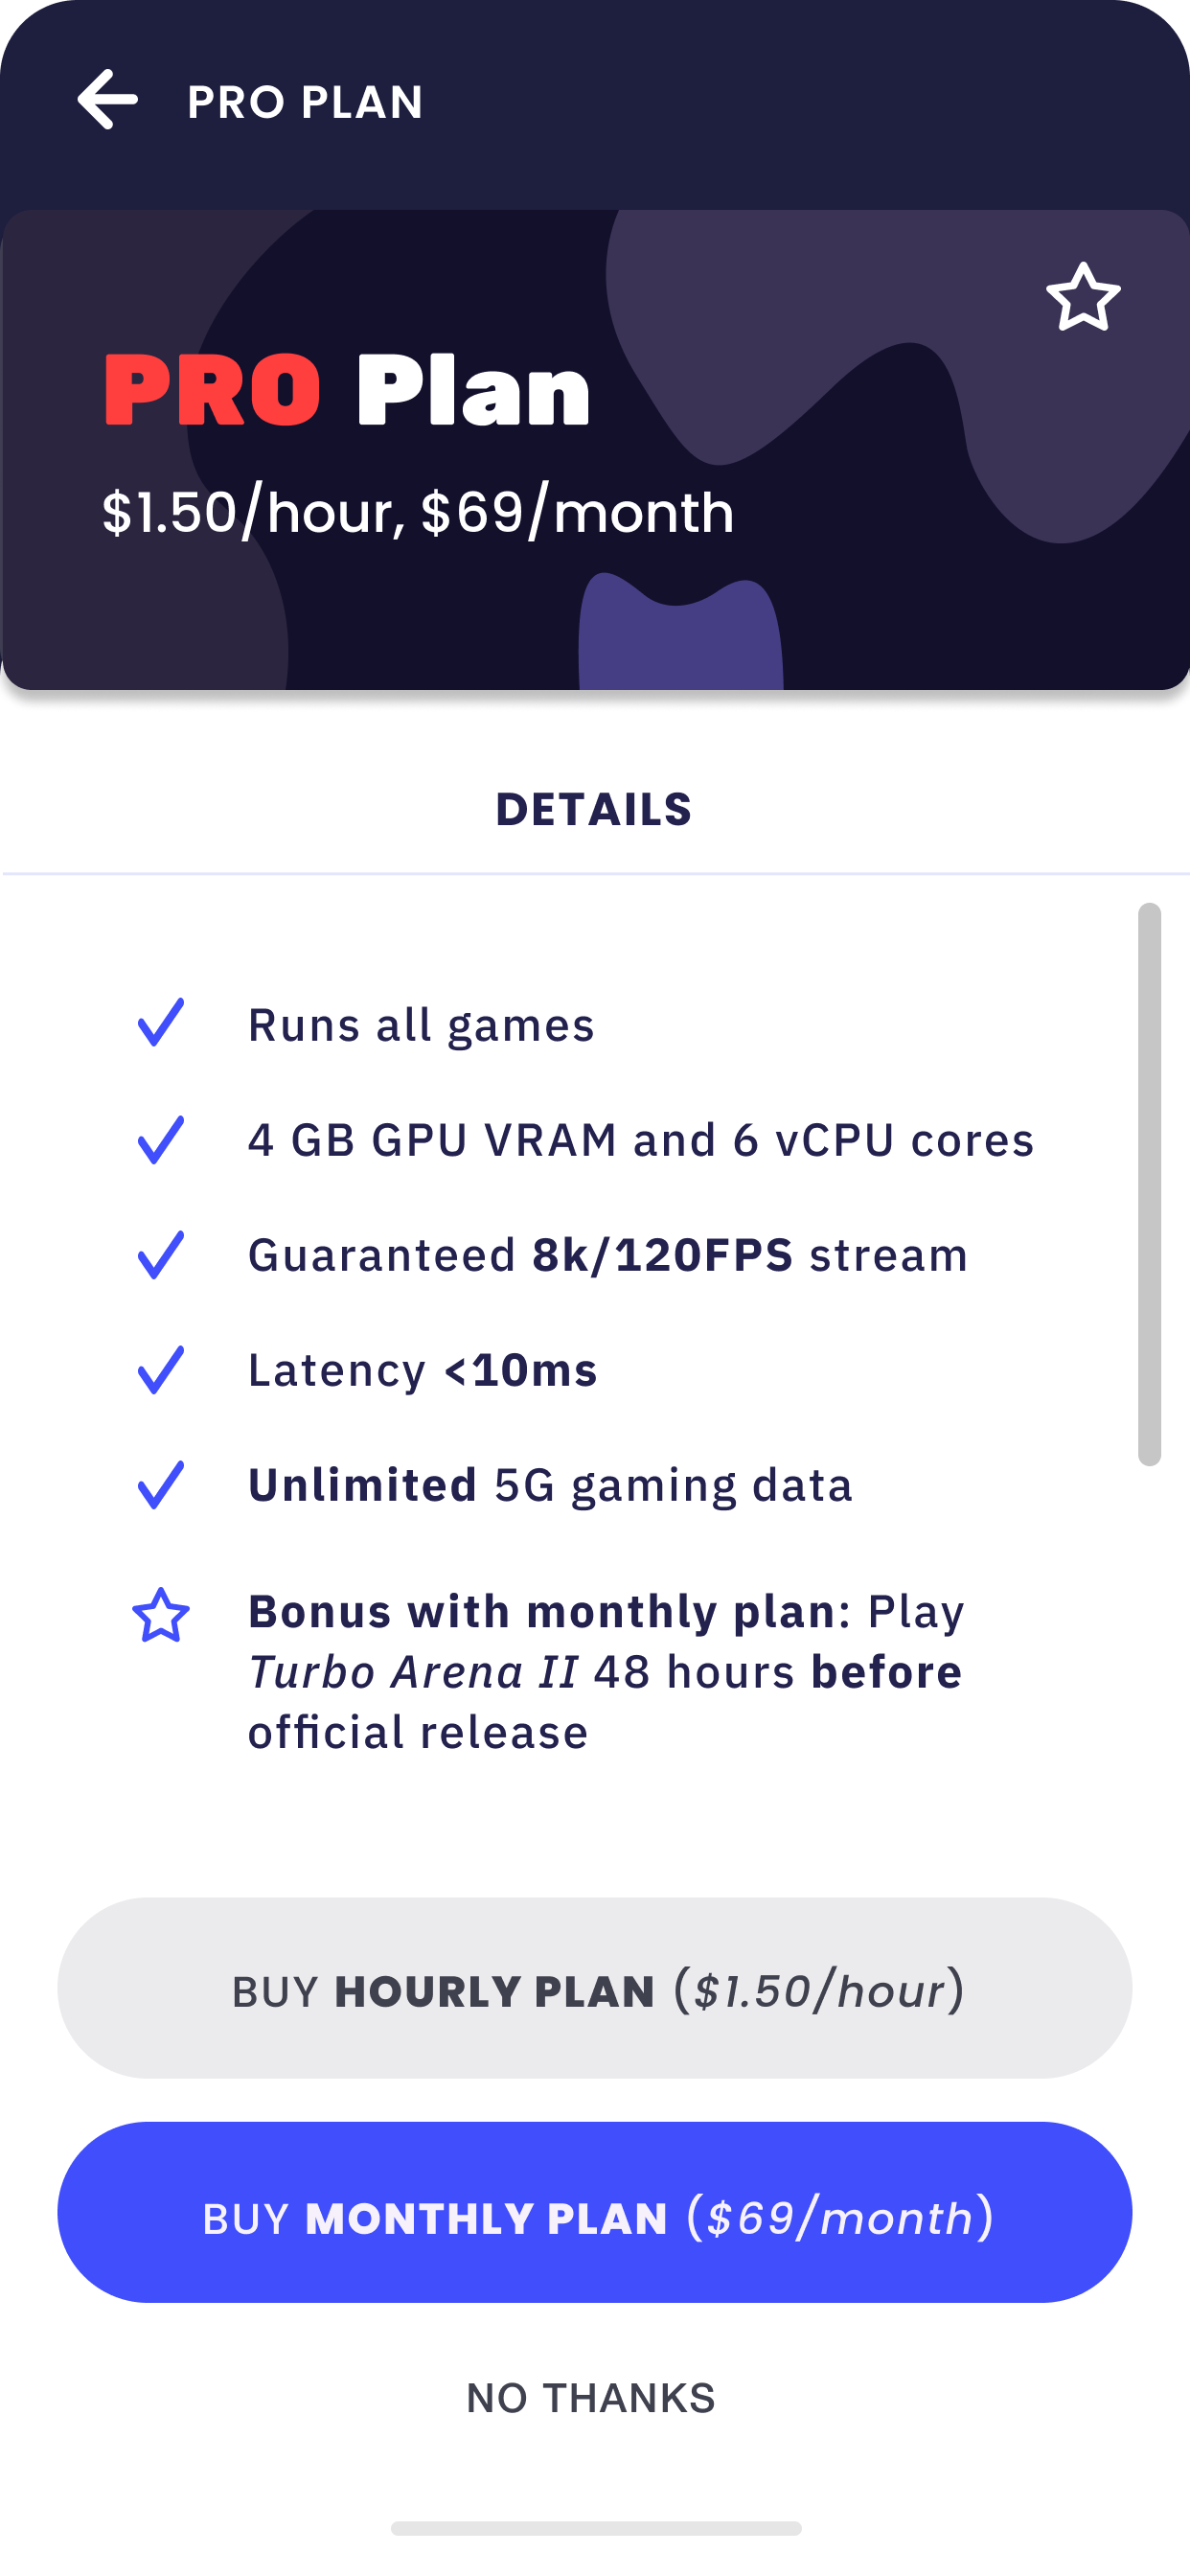 PRO PLAN
PRO Plan
$1.50/hour, $69/month
DETAILS
Runs all games
4 GB GPU VRAM and 6 vCPU cores
Guaranteed 8k/120FPS stream
Latency <10ms
Unlimited 5G gaming data
Bonus with monthly plan: Play
Turbo Arena II 48 hours before
official release
BUY HOURLY PLAN ($1.50/hour)
BUY MONTHLY PLAN ($69/month)
NO THANKS